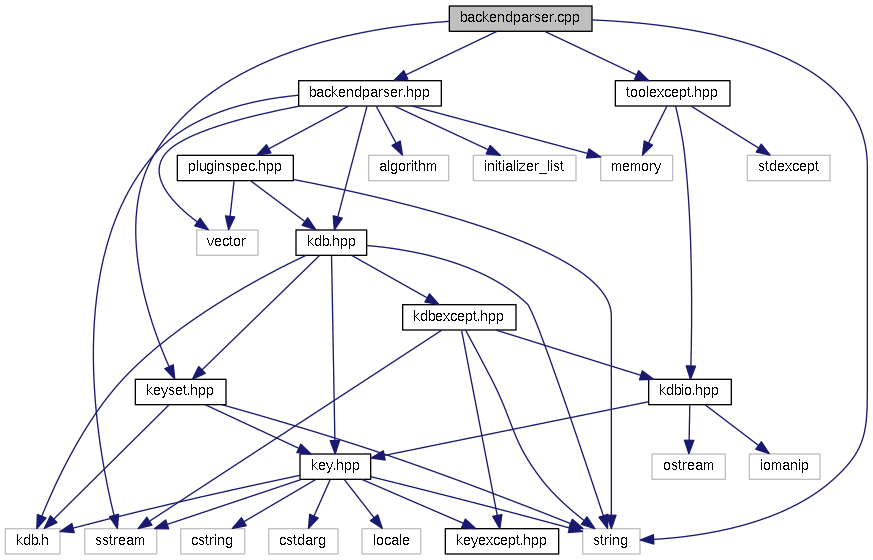 backendparser.cpp
backendparser.hpp
toolexcept.hpp
pluginspec.hpp
algorithm
initializer_list
memory
stdexcept
vector
kdb.hpp
kdbexcept.hpp
keyset.hpp
kdbio.hpp
key.hpp
ostream
iomanip
kdb.h
sstream
cstring
cstdarg
locale
keyexcept.hpp
string